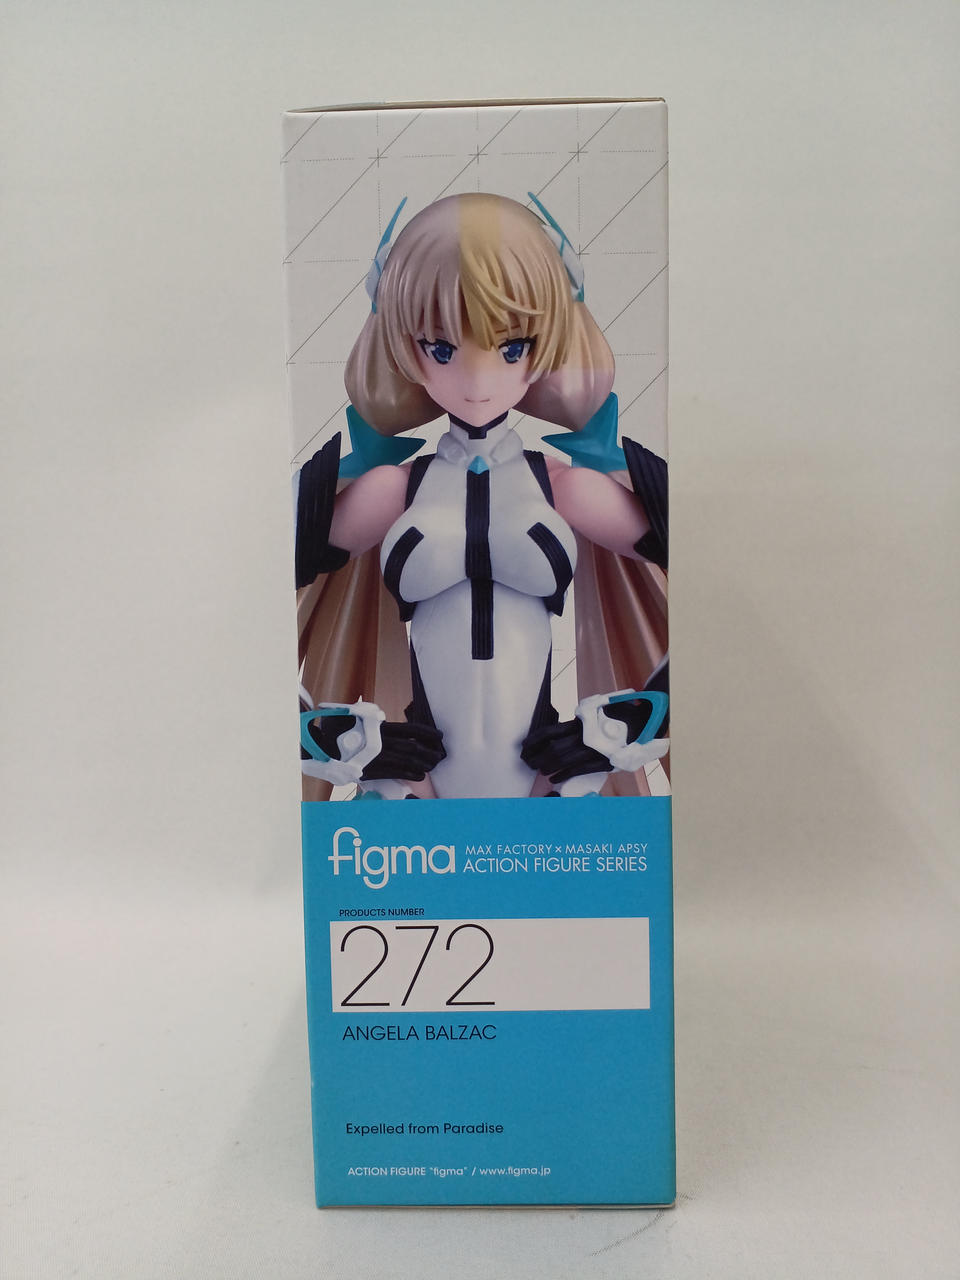 figma MAX FACTORY × MASAKI APSY
ACTION FIGURE SERIES
PRODUCTS NUMBER
272
ANGELA BALZAC
Expelled from Paradise
ACTION FIGURE "figma" / www.figma.jp